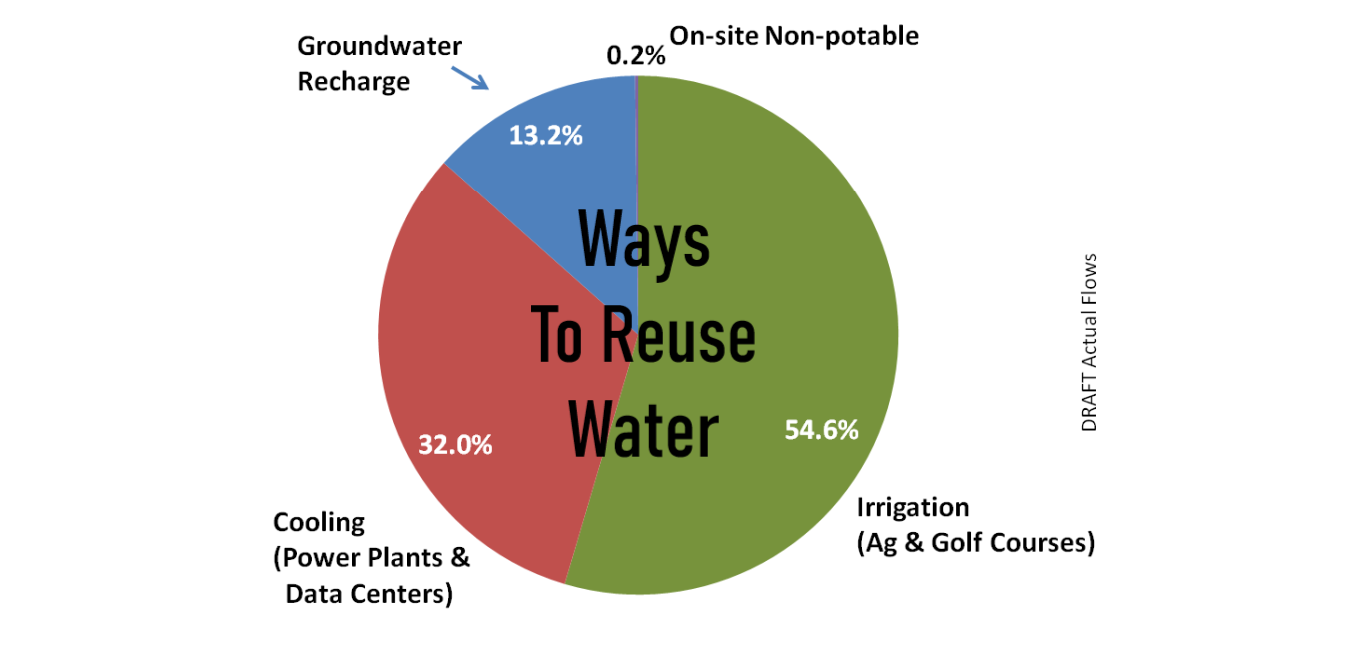 Groundwater
Recharge
0.2%
On-site Non-potable
13.2%
Ways
To Reuse
Water
32.0%
54.6%
Cooling
(Power Plants &
Data Centers)
Irrigation
(Ag & Golf Courses)
DRAFT Actual Flows